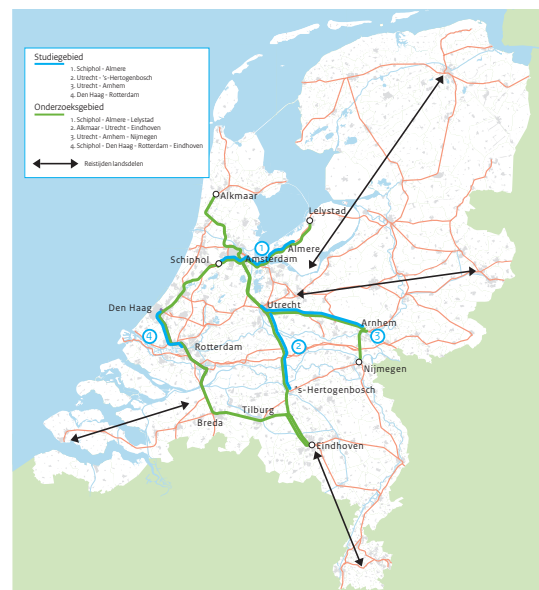 Studiegebied
1. Schiphol - Almere
2. Utrecht - 's-Hertogenbosch
3. Utrecht - Arnhem
4. Den Haag - Rotterdam
Onderzoeksgebied
1. Schiphol - Almere - Lelystad
2. Alkmaar - Utrecht - Eindhoven
3. Utrecht - Arnhem - Nijmegen
4. Schiphol - Den Haag - Rotterdam - Eindhoven
Reistijden landsdelen
Alkmaar
Lelystad
1
Almere
Schiphol
Amsterdam
Den Haag
Utrecht
Arnhem
4
3
Rotterdam
2
Nijmegen
's-Hertogenbosch
Tilburg
Breda
Eindhoven